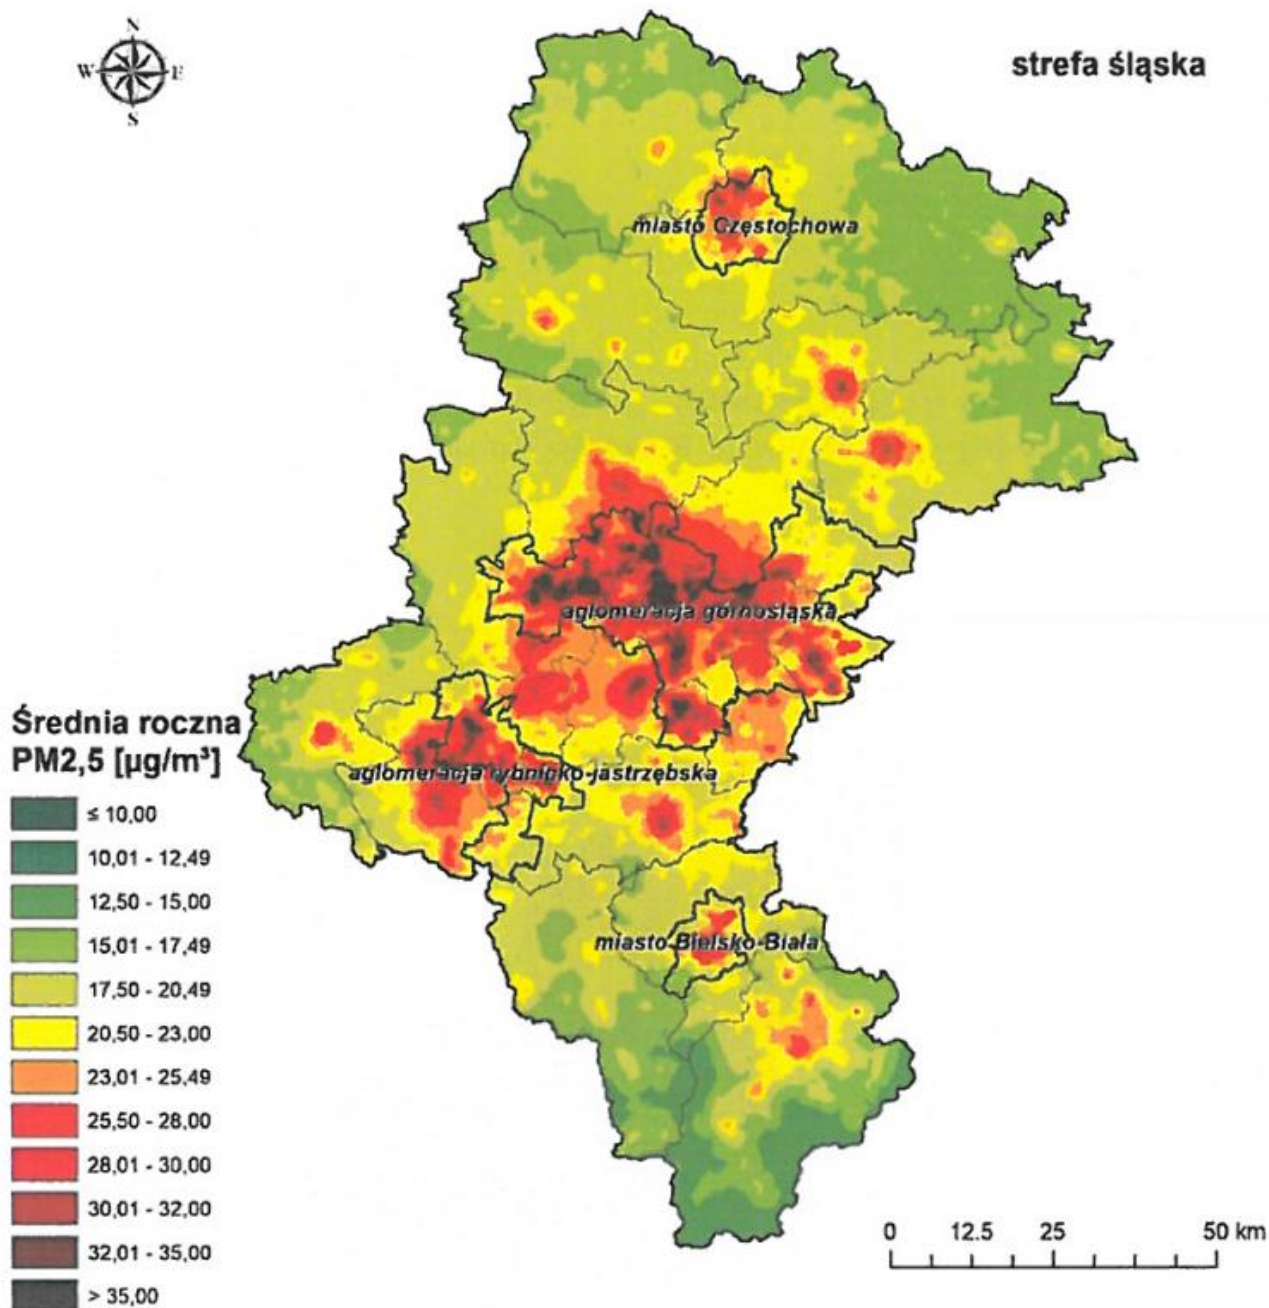 N
W E
S
strefa śląska
miasto Częstochowa
aglomeracja górnośląska
aglomeracja rybnicko-jastrzębska
miasto Bielsko-Biała
Średnia roczna
PM2,5 [µg/m³]
≤ 10,00
10,01 - 12,49
12,50 - 15,00
15,01 - 17,49
17,50 - 20,49
20,50 - 23,00
23,01 - 25,49
25,50 - 28,00
28,01 - 30,00
30,01 - 32,00
32,01 - 35,00
> 35,00
0 12.5 25 50 km